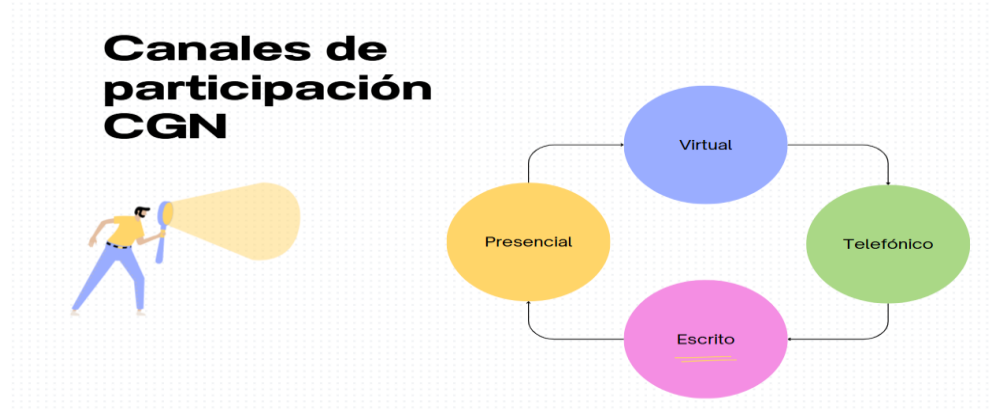 Canales de
participación
CGN
Virtual
Presencial
Telefónico
Escrito